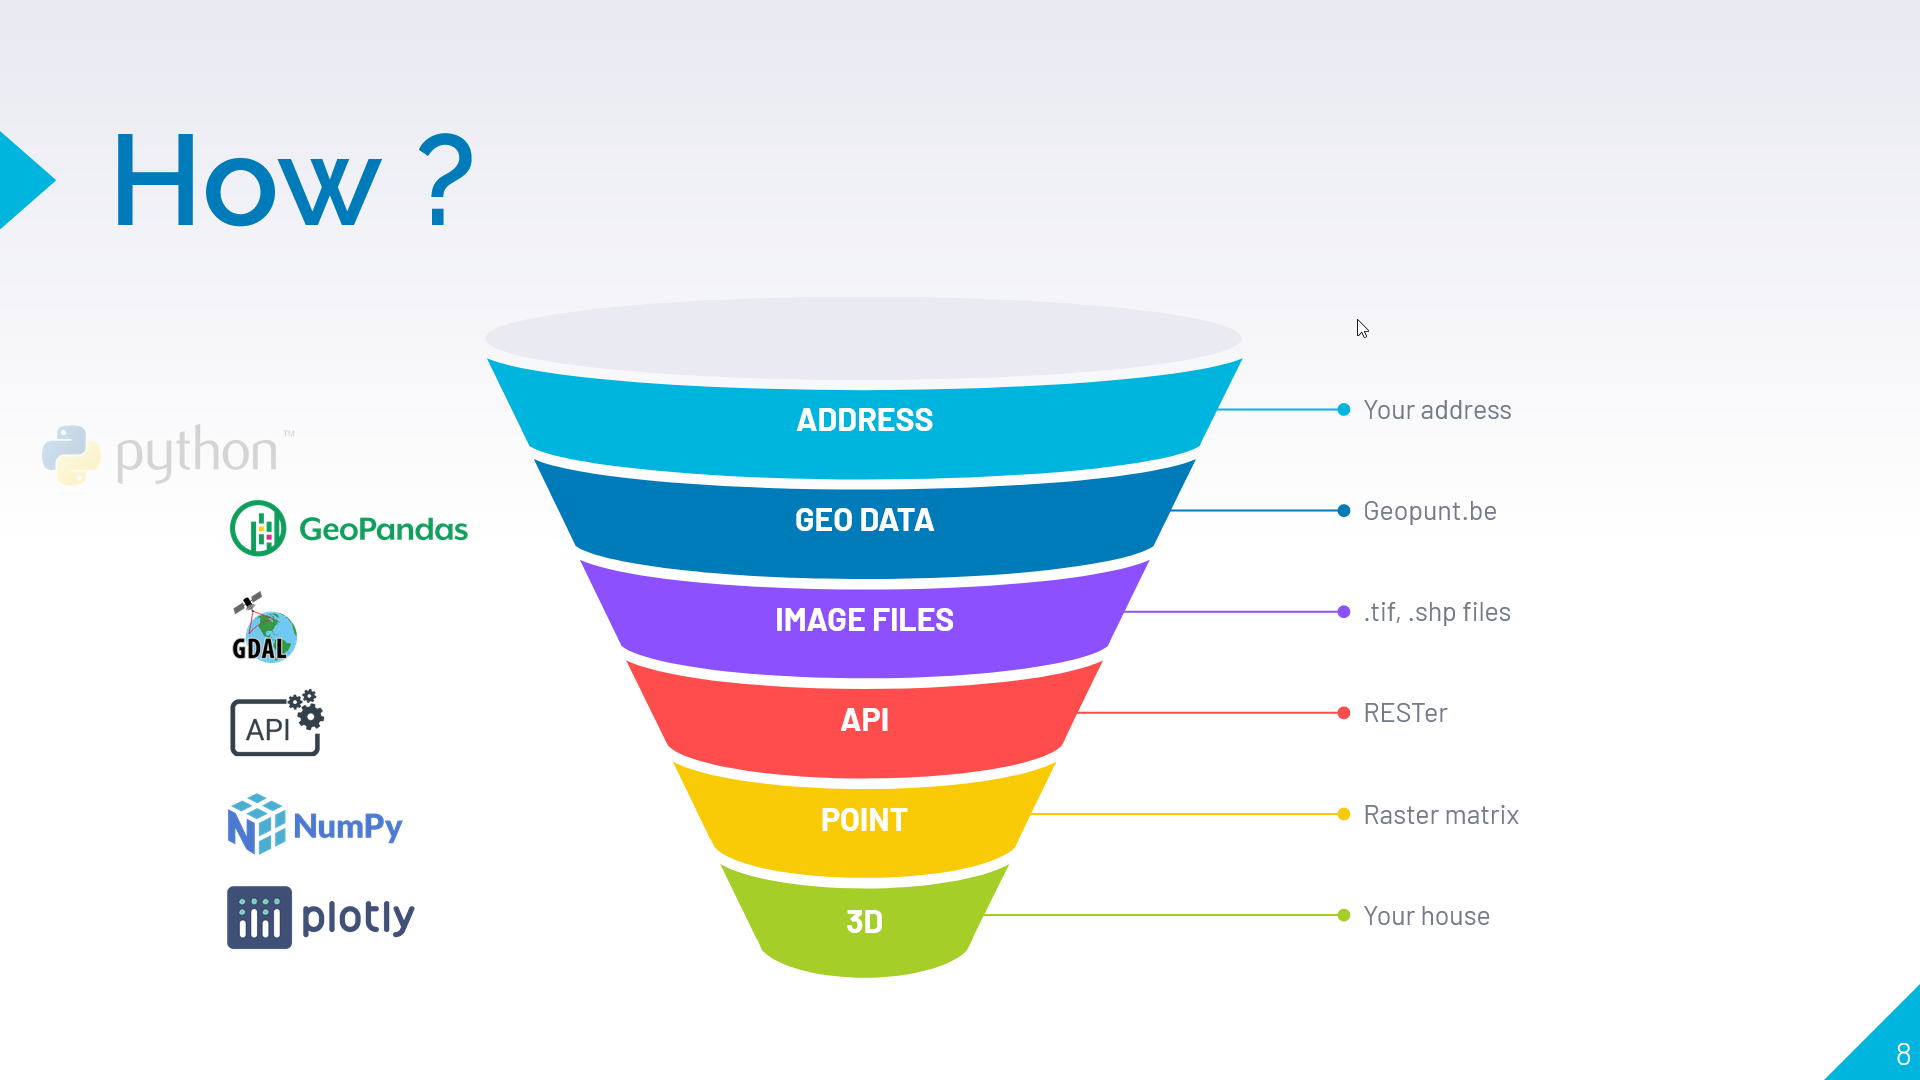 How ?
ADDRESS
Your address
python™
GEO DATA
Geopunt.be
GeoPandas
IMAGE FILES
.tif, .shp files
GDAL
API
API
RESTer
NumPy
POINT
Raster matrix
plotly
3D
Your house
8